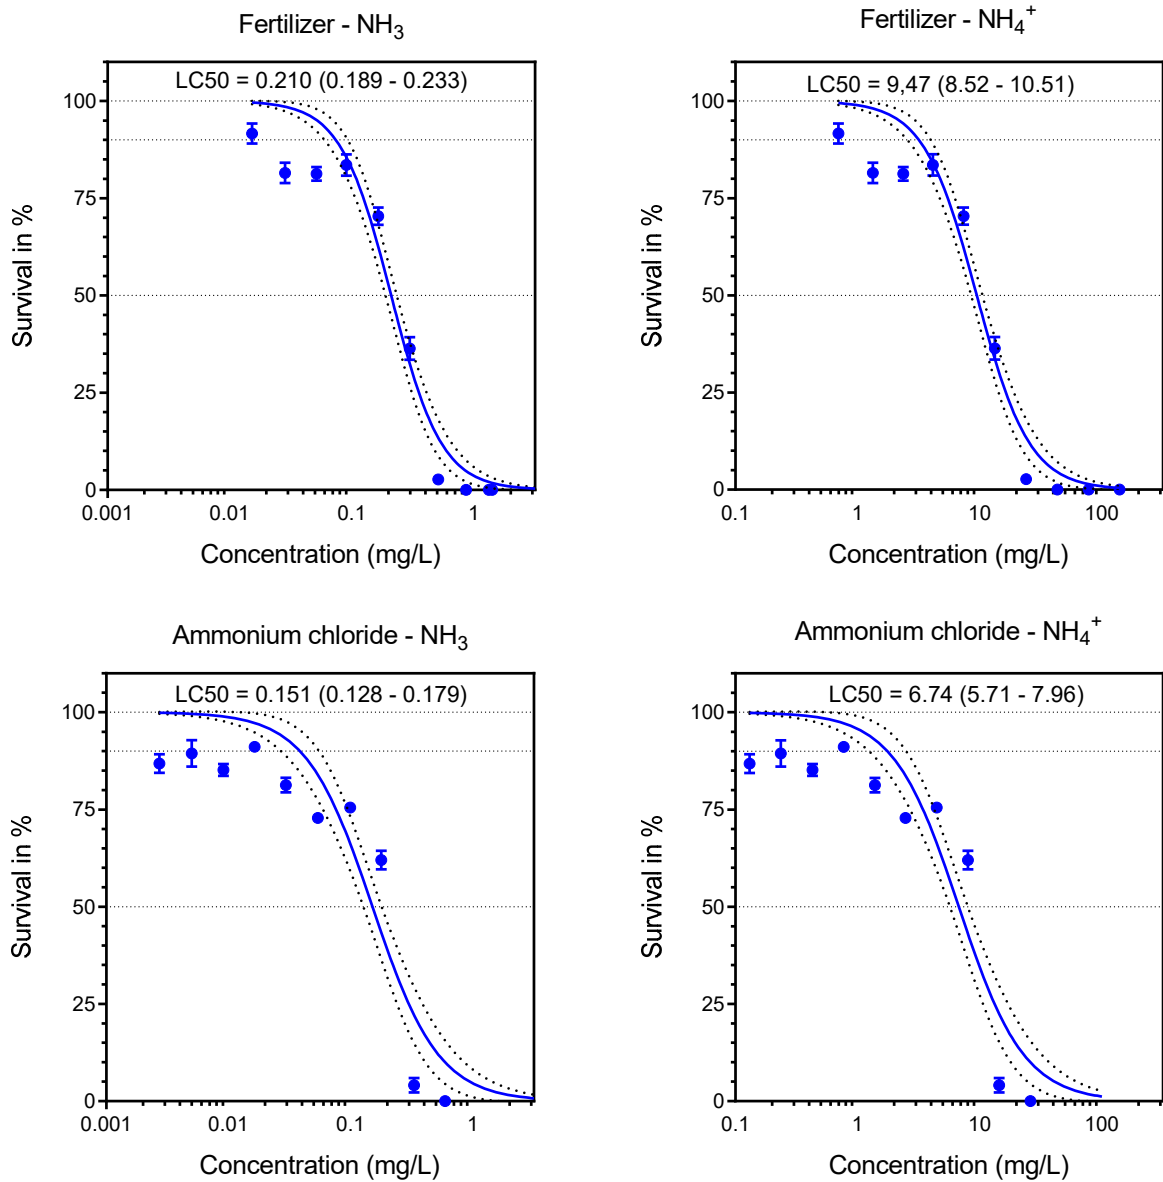 Fertilizer - NH₃
LC50 = 0.210 (0.189 - 0.233)
Survival in %
100
75
50
25
0
0.001
0.01
0.1
1
Concentration (mg/L)
Fertilizer - NH₄⁺
LC50 = 9,47 (8.52 - 10.51)
Survival in %
100
75
50
25
0
0.1
1
10
100
Concentration (mg/L)
Ammonium chloride - NH₃
LC50 = 0.151 (0.128 - 0.179)
Survival in %
100
75
50
25
0
0.001
0.01
0.1
1
Concentration (mg/L)
Ammonium chloride - NH₄⁺
LC50 = 6.74 (5.71 - 7.96)
Survival in %
100
75
50
25
0
0.1
1
10
100
Concentration (mg/L)